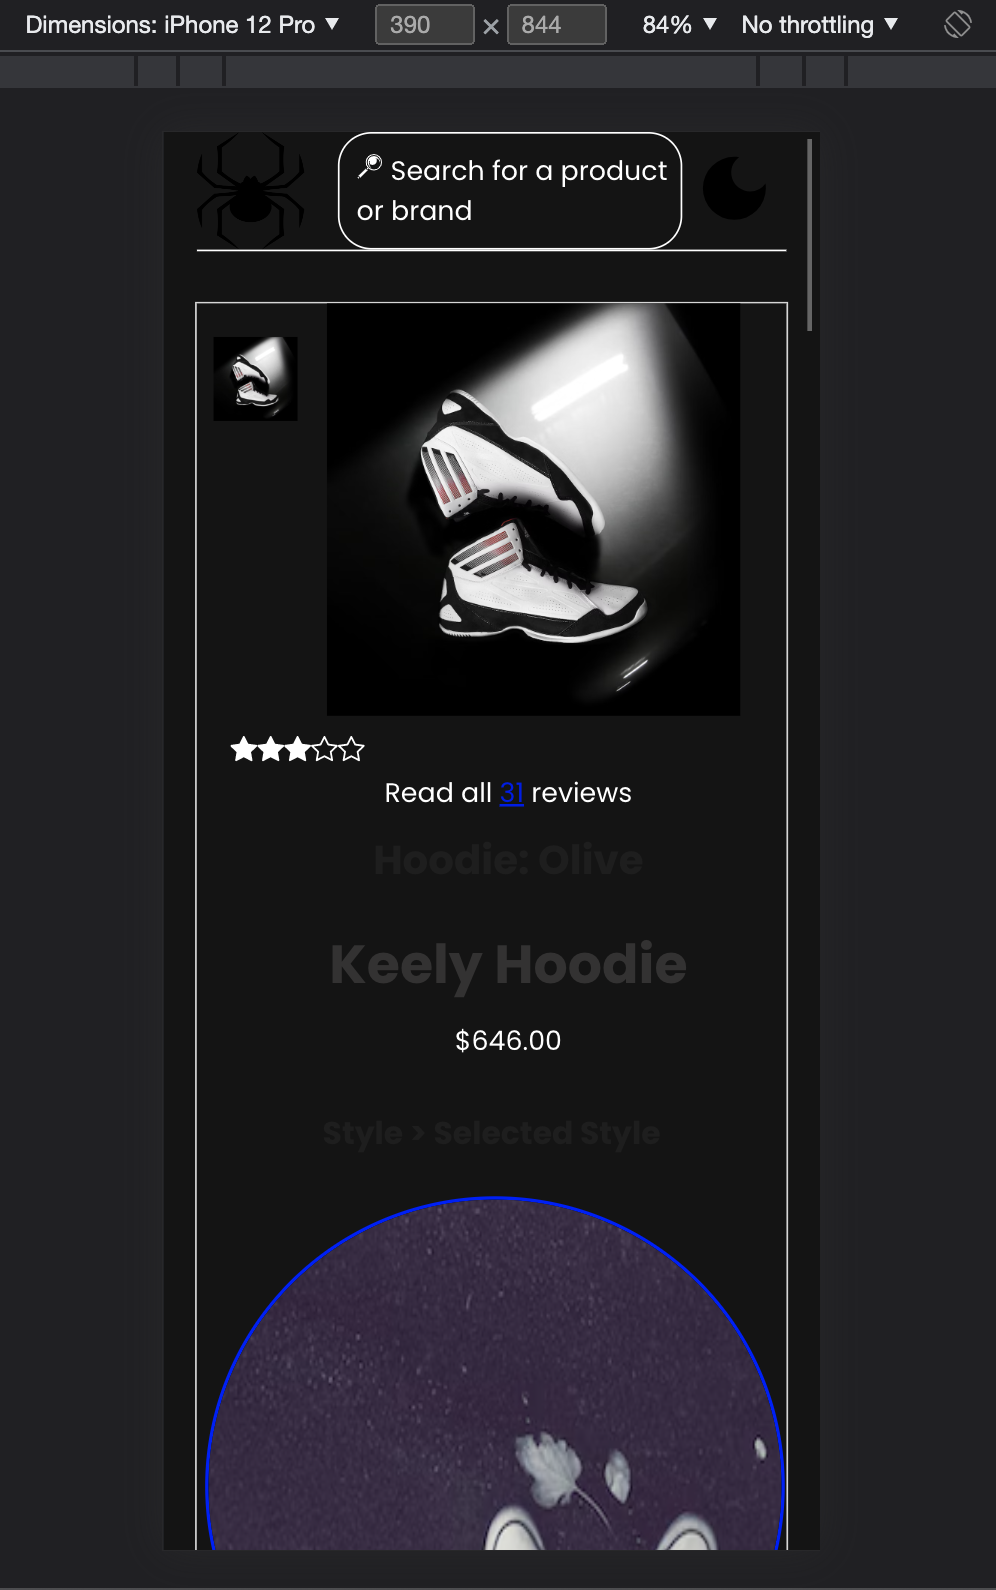 Dimensions: iPhone 12 Pro ▼ 390 × 844 84% ▼ No throttling ▼
🔎 Search for a product
or brand
Read all 31 reviews
Hoodie: Olive
Keely Hoodie
$646.00
Style > Selected Style